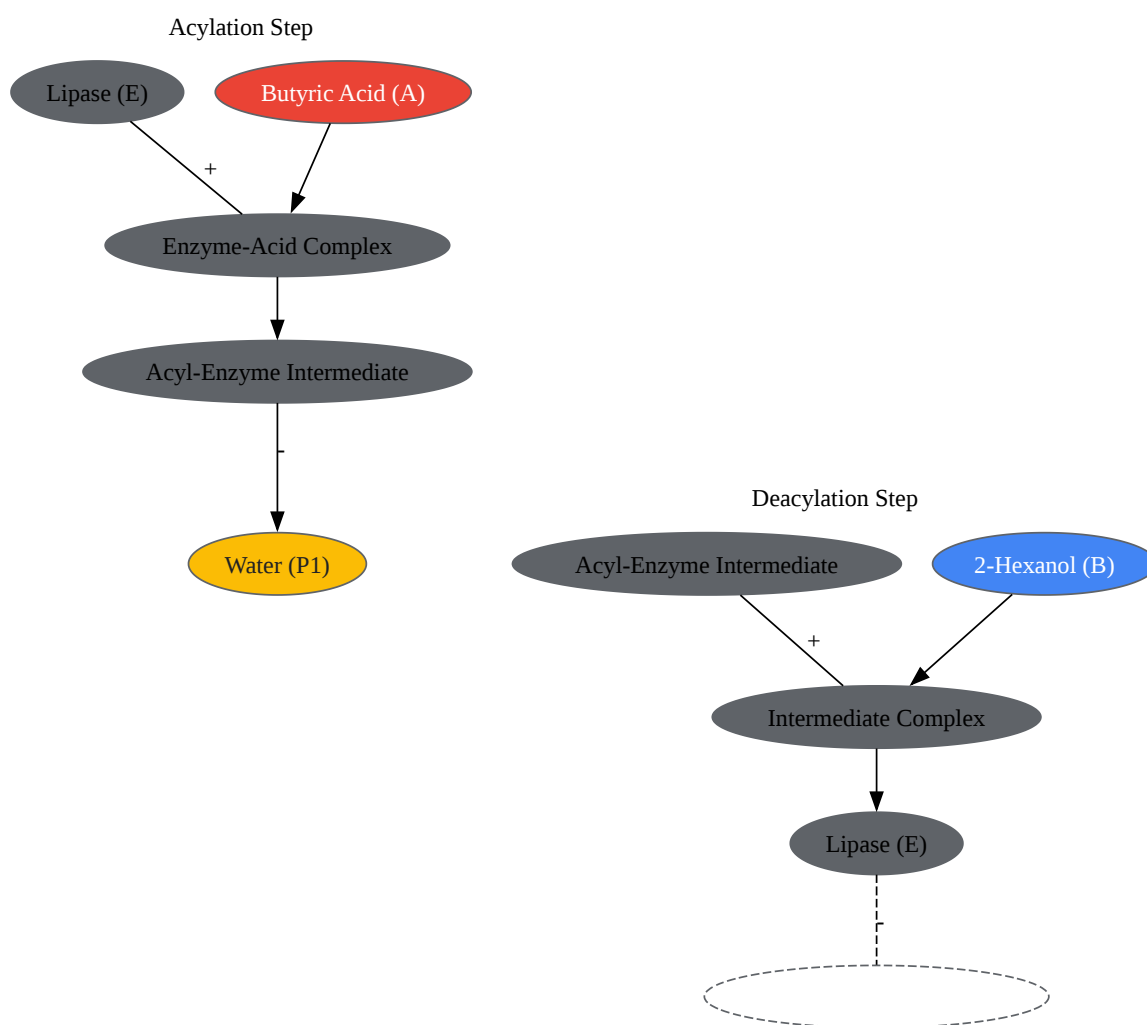 Acylation Step
Lipase (E)
Butyric Acid (A)
+
Enzyme-Acid Complex
Acyl-Enzyme Intermediate
-
Water (P1)
Deacylation Step
Acyl-Enzyme Intermediate
2-Hexanol (B)
+
Intermediate Complex
Lipase (E)
-